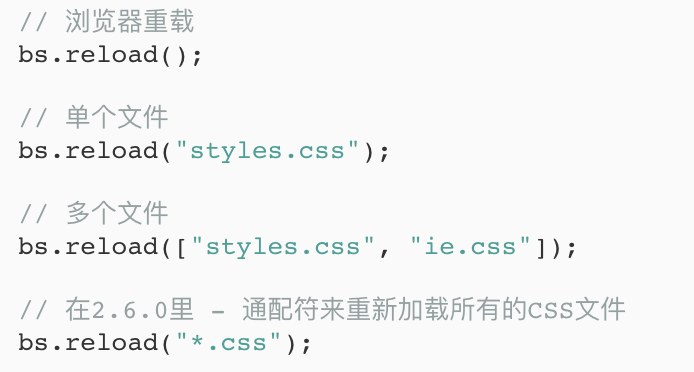 // 浏览器重载
bs.reload();
// 单个文件
bs.reload("styles.css");
// 多个文件
bs.reload(["styles.css", "ie.css"]);
// 在2.6.0里 - 通配符来重新加载所有的CSS文件
bs.reload("*.css");